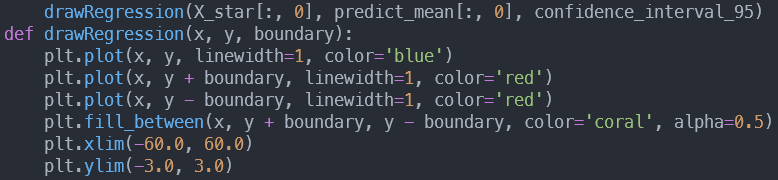 drawRegression(X_star[:, 0], predict_mean[:, 0], confidence_interval_95)
def drawRegression(x, y, boundary):
    plt.plot(x, y, linewidth=1, color='blue')
    plt.plot(x, y + boundary, linewidth=1, color='red')
    plt.plot(x, y - boundary, linewidth=1, color='red')
    plt.fill_between(x, y + boundary, y - boundary, color='coral', alpha=0.5)
    plt.xlim(-60.0, 60.0)
    plt.ylim(-3.0, 3.0)